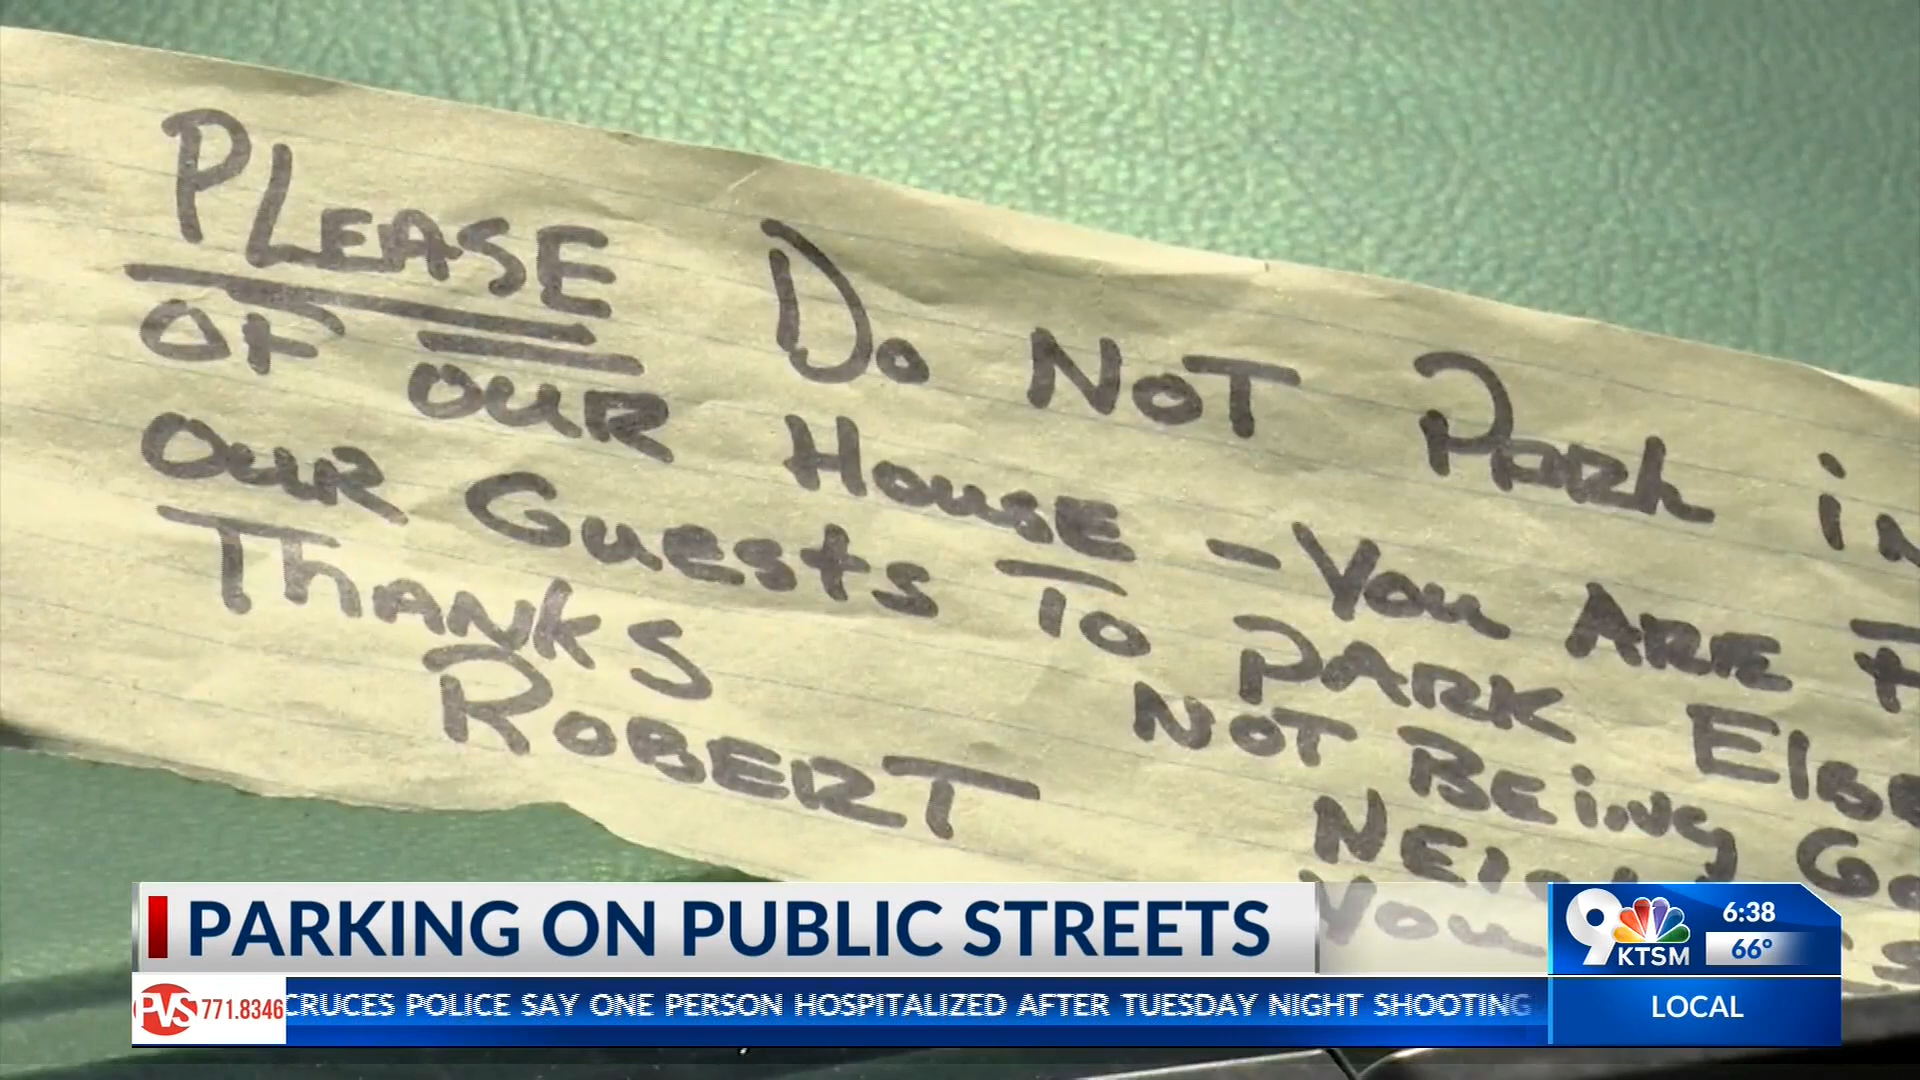 PLEASE Do NOT Park
OF OUR House - You ARE
OUR Guests To PARK
THANKS NOT BEing
ROBERT
PARKING ON PUBLIC STREETS
9 KTSM
6:38
66°
PVS 771.8346
CRUCES POLICE SAY ONE PERSON HOSPITALIZED AFTER TUESDAY NIGHT SHOOTING
LOCAL